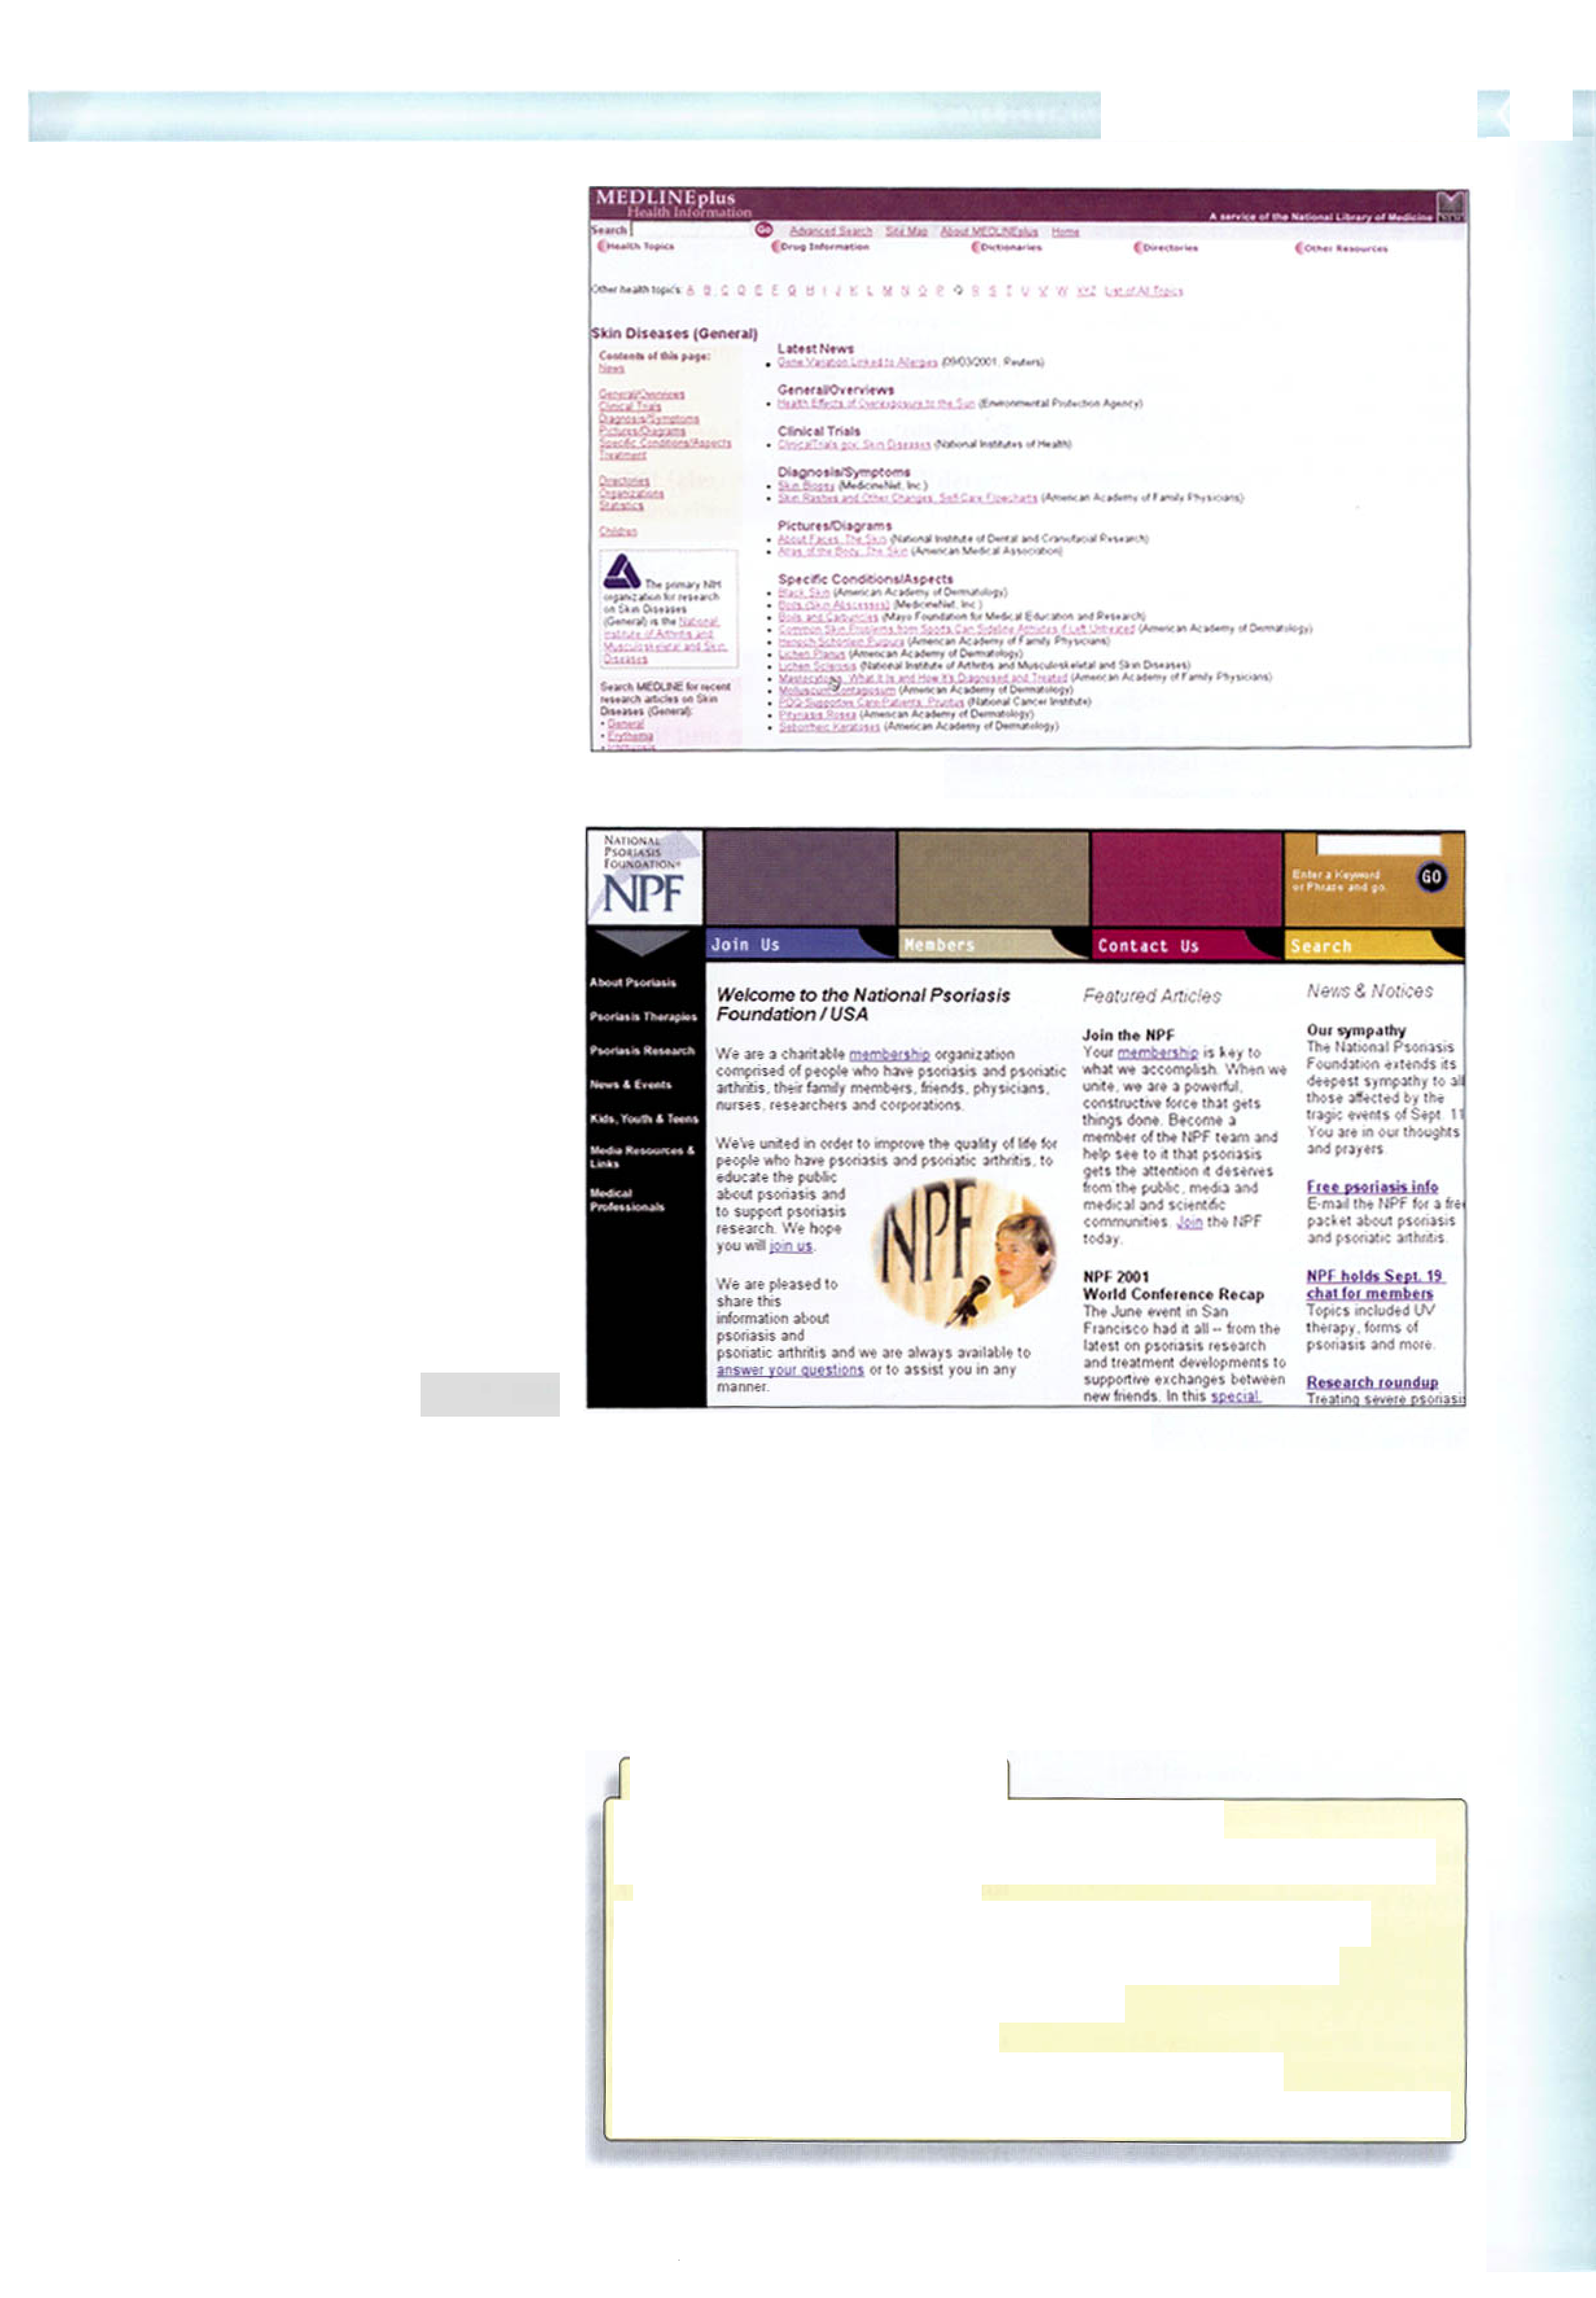 MEDLINEplus
Health Information
A service of the National Library of Medicine
Search
Go Advanced Search Site Map About MEDLINEplus Home
Health Topics Drug Information Dictionaries Directories Other Resources
Other health topics: A B C D E F G H I J K L M N O P Q R S T U V W XYZ List of All Topics
Skin Diseases (General)
Contents of this page:
News
General/Overviews
Clinical Trials
Diagnosis/Symptoms
Pictures/Diagrams
Specific Conditions/Aspects
Treatment
Directories
Organizations
Statistics
Children
The primary NIH
organization for research
on Skin Diseases
(General) is the National
Institute of Arthritis and
Musculoskeletal and Skin
Diseases
Search MEDLINE for recent
research articles on Skin
Diseases (General):
• General
• Erythema
Latest News
• Gene Variation Linked to Allergies (09/03/2001, Reuters)
General/Overviews
• Health Effects of Overexposure to the Sun (Environmental Protection Agency)
Clinical Trials
• ClinicalTrials.gov: Skin Diseases (National Institutes of Health)
Diagnosis/Symptoms
• Skin Biopsy (MedicineNet, Inc.)
• Skin Rashes and Other Changes: Self-Care Flowcharts (American Academy of Family Physicians)
Pictures/Diagrams
• About Faces: The Skin (National Institute of Dental and Craniofacial Research)
• Atlas of the Body: The Skin (American Medical Association)
Specific Conditions/Aspects
• Black Skin (American Academy of Dermatology)
• Boils (Skin Abscesses) (MedicineNet, Inc.)
• Boils and Carbuncles (Mayo Foundation for Medical Education and Research)
• Common Skin Problems from Sports Can Sideline Athletes if Left Untreated (American Academy of Dermatology)
• Henoch-Schonlein Purpura (American Academy of Family Physicians)
• Lichen Planus (American Academy of Dermatology)
• Lichen Sclerosis (National Institute of Arthritis and Musculoskeletal and Skin Diseases)
• What It Is and How It's Diagnosed and Treated (American Academy of Family Physicians)
• Molluscum Contagiosum (American Academy of Dermatology)
• PDQ Supportive Care-Patients: Pruritus (National Cancer Institute)
• Pityriasis Rosea (American Academy of Dermatology)
• Seborrheic Keratoses (American Academy of Dermatology)
NATIONAL
PSORIASIS
FOUNDATION®
NPF
Enter a Keyword
or Phrase and go.
GO
Join Us Members Contact Us Search
About Psoriasis
Psoriasis Therapies
Psoriasis Research
News & Events
Kids, Youth & Teens
Media Resources &
Links
Medical
Professionals
Welcome to the National Psoriasis
Foundation / USA
We are a charitable membership organization
comprised of people who have psoriasis and psoriatic
arthritis, their family members, friends, physicians,
nurses, researchers and corporations.
We've united in order to improve the quality of life for
people who have psoriasis and psoriatic arthritis, to
educate the public
about psoriasis and
to support psoriasis
research. We hope
you will join us.
NPF
We are pleased to
share this
information about
psoriasis and
psoriatic arthritis and we are always available to
answer your questions or to assist you in any
manner.
Featured Articles
Join the NPF
Your membership is key to
what we accomplish. When we
unite, we are a powerful,
constructive force that gets
things done. Become a
member of the NPF team and
help see to it that psoriasis
gets the attention it deserves
from the public, media and
medical and scientific
communities. Join the NPF
today.
NPF 2001
World Conference Recap
The June event in San
Francisco had it all -- from the
latest on psoriasis research
and treatment developments to
supportive exchanges between
new friends. In this special
News & Notices
Our sympathy
The National Psoriasis
Foundation extends its
deepest sympathy to all
those affected by the
tragic events of Sept. 11
You are in our thoughts
and prayers.
Free psoriasis info
E-mail the NPF for a free
packet about psoriasis
and psoriatic arthritis.
NPF holds Sept. 19
chat for members
Topics included UV
therapy, forms of
psoriasis and more.
Research roundup
Treating severe psoriasis